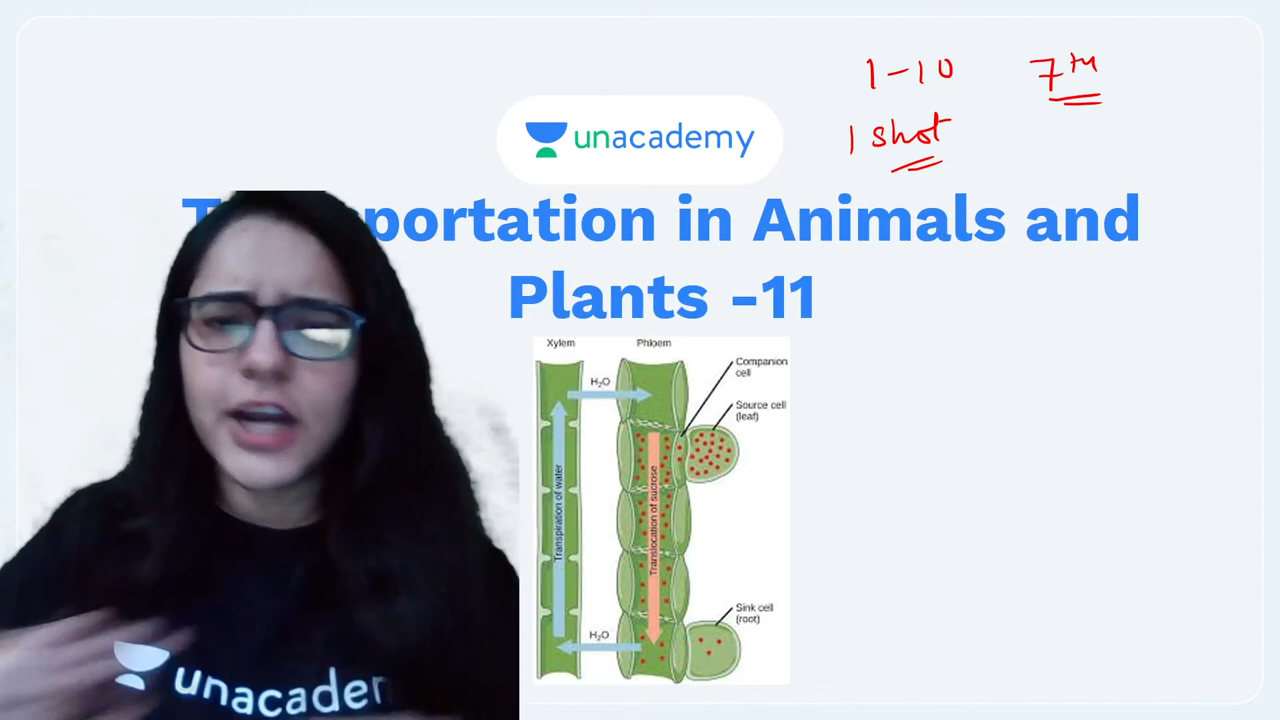 1-10 7th
1 shot
unacademy
Transportation in Animals and
Plants -11
Xylem Phloem
Companion
cell
H₂O
Source cell
(leaf)
Transpiration of water
Translocation of sucrose
Sink cell
(root)
H₂O
unacader